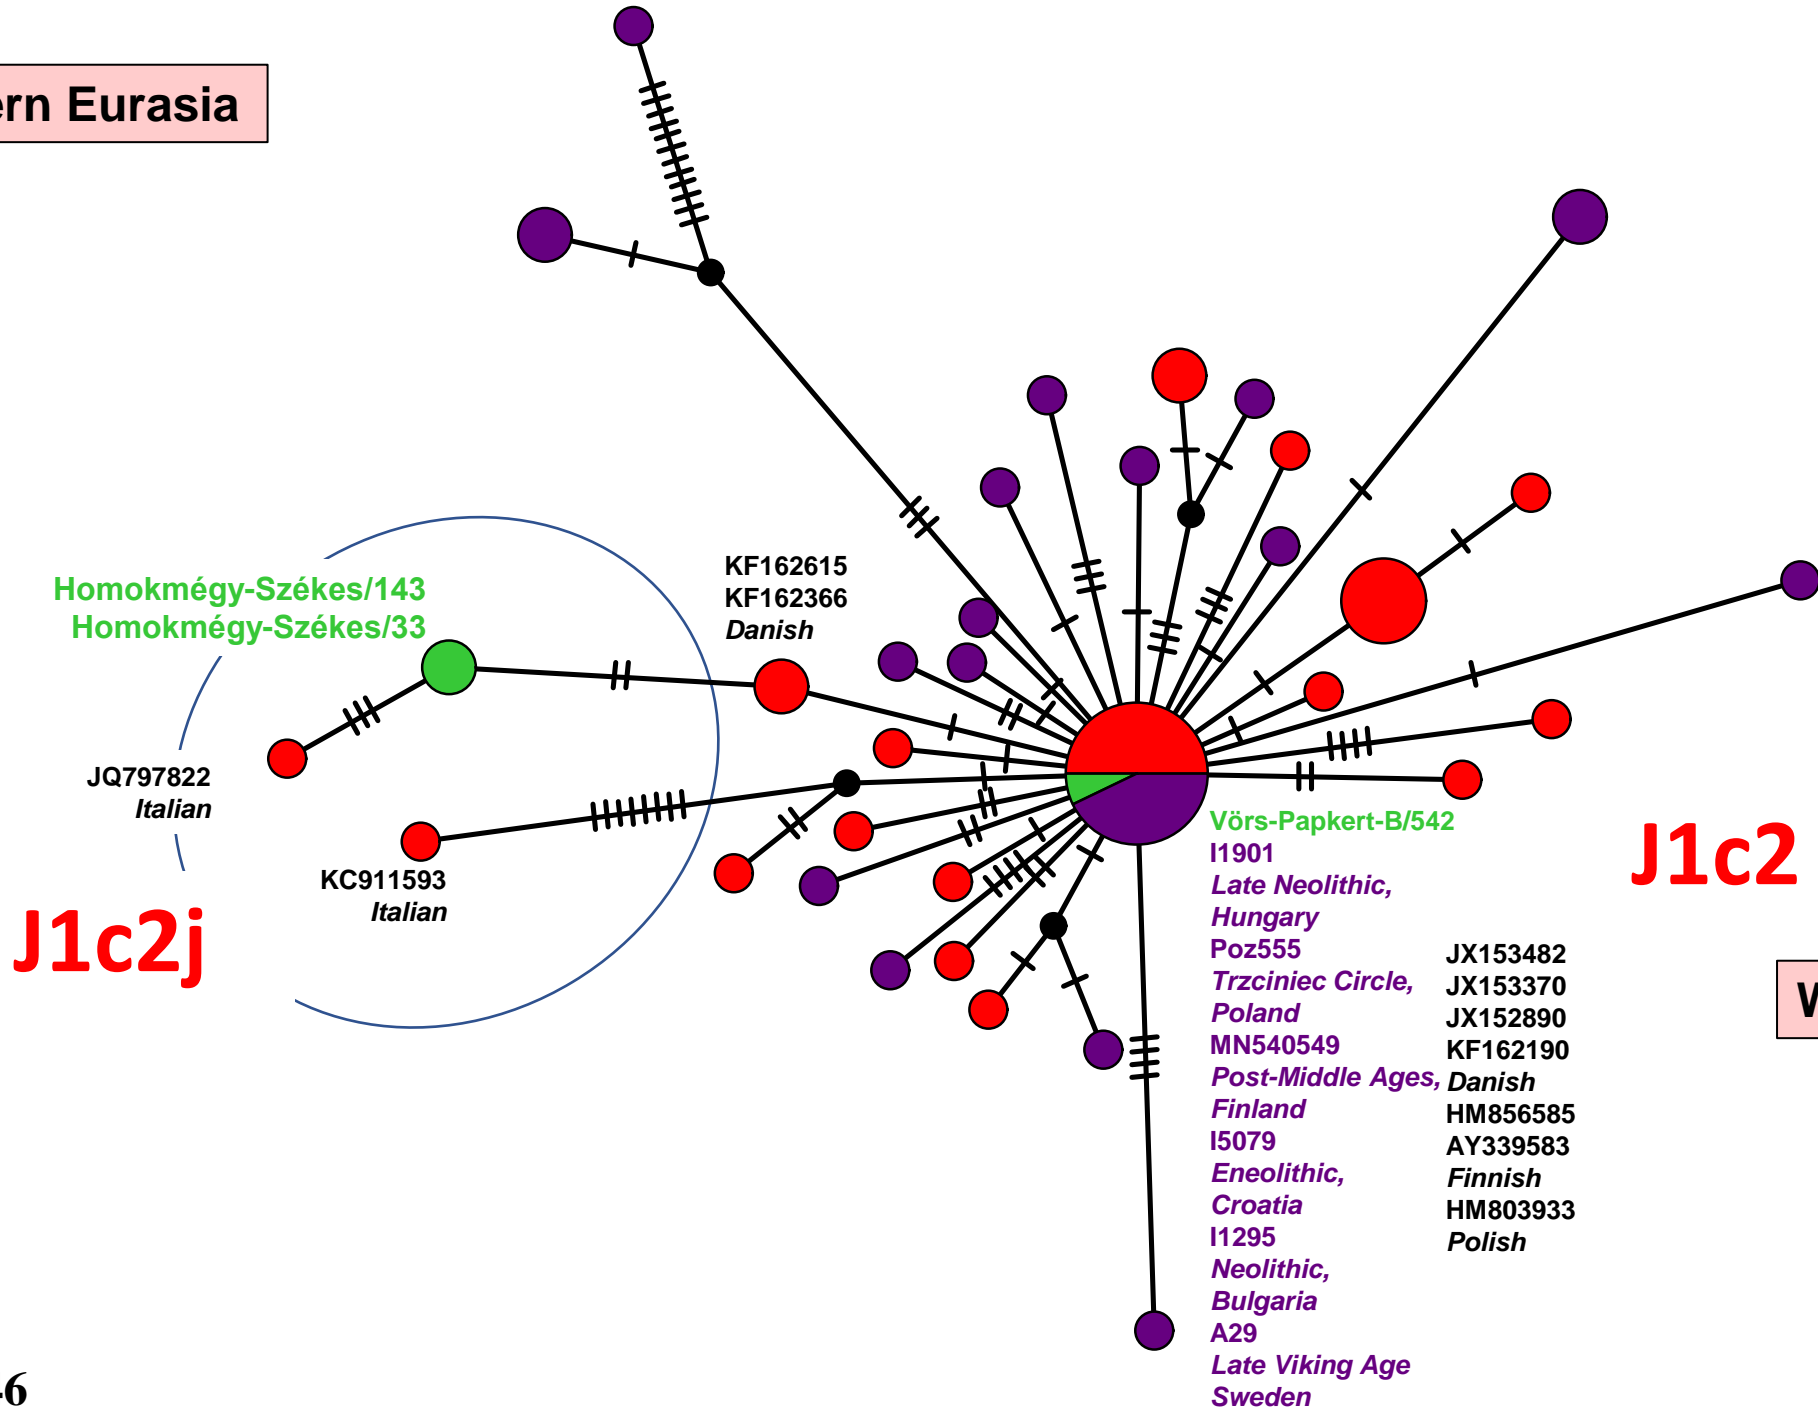 ern Eurasia
KF162615
KF162366
Danish
Homokmégy-Székes/143
Homokmégy-Székes/33
JQ797822
Italian
KC911593
Italian
J1c2j
Vörs-Papkert-B/542
I1901
Late Neolithic,
Hungary
Poz555
Trzciniec Circle,
Poland
MN540549
Post-Middle Ages,
Finland
I5079
Eneolithic,
Croatia
I1295
Neolithic,
Bulgaria
A29
Late Viking Age
Sweden
JX153482
JX153370
JX152890
KF162190
Danish
HM856585
AY339583
Finnish
HM803933
Polish
J1c2
W
6